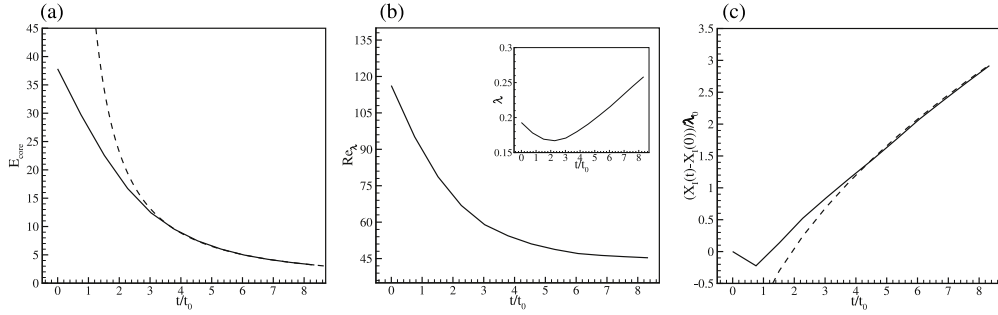 (a)
45
40
35
30
25
20
15
10
5
0
E_core
0 1 2 3 4 5 6 7 8
t/t_0
(b)
135
120
105
90
75
60
45
Re_λ
0 1 2 3 4 5 6 7 8
t/t_0
0.3
0.25
0.2
0.15
λ
0 1 2 3 4 5 6 7 8
t/t_0
(c)
3.5
3
2.5
2
1.5
1
0.5
0
-0.5
(X_I(t)-X_I(0))/λ_0
0 1 2 3 4 5 6 7 8
t/t_0